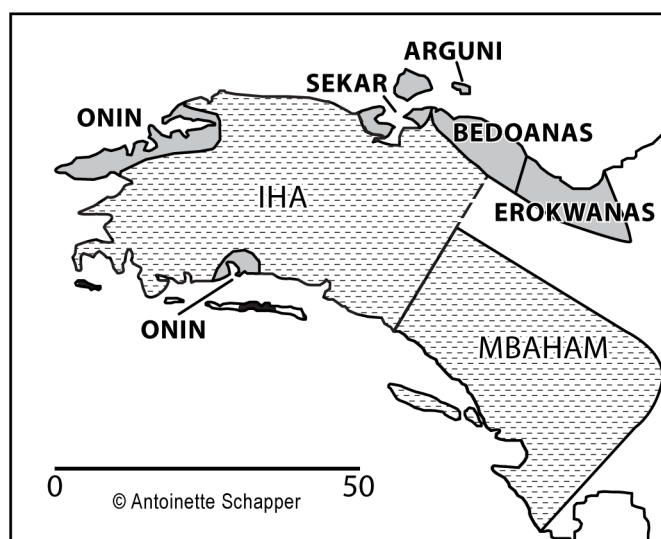 ARGUNI
SEKAR
ONIN
BEDOANAS
IHA
EROKWANAS
ONIN
MBAHAM
0 50
© Antoinette Schapper